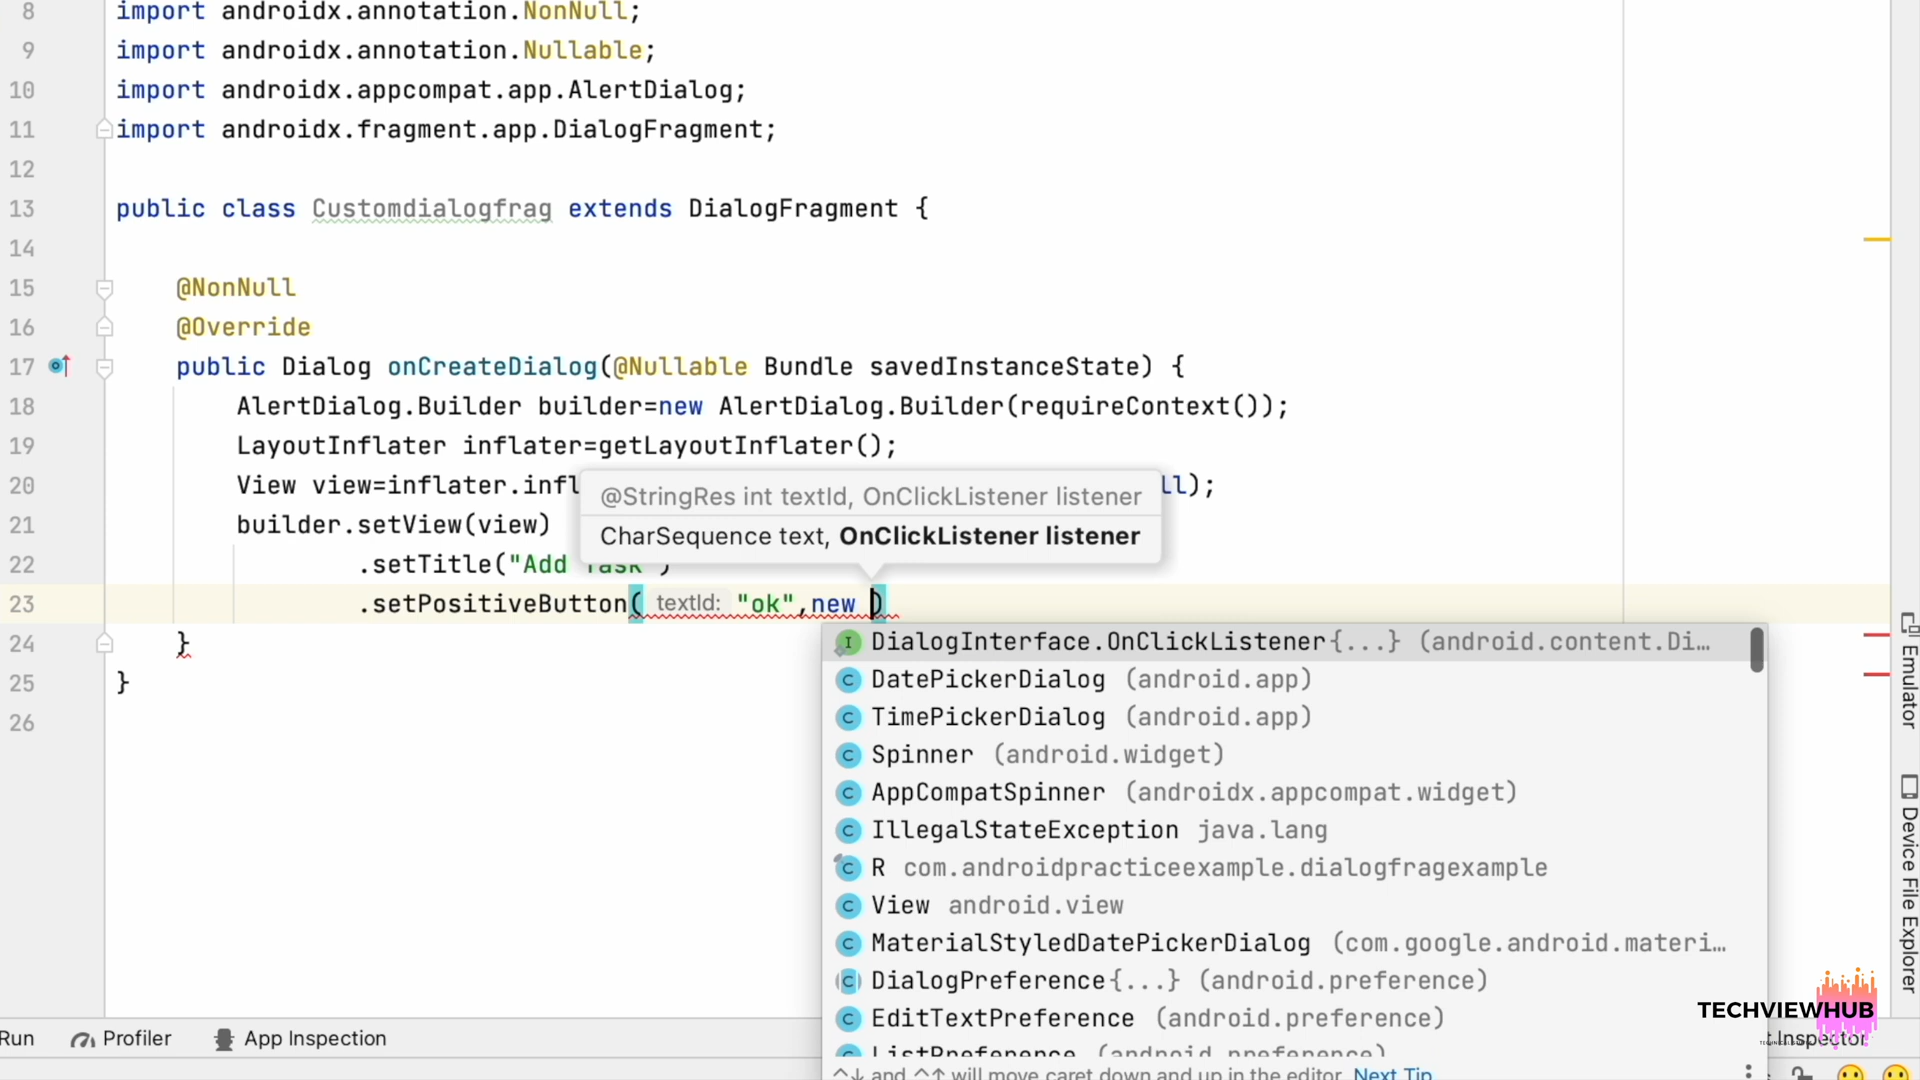 8 import androidx.annotation.NonNull;
9 import androidx.annotation.Nullable;
10 import androidx.appcompat.app.AlertDialog;
11 import androidx.fragment.app.DialogFragment;
12
13 public class Customdialogfrag extends DialogFragment {
14
15 @NonNull
16 @Override
17 public Dialog onCreateDialog(@Nullable Bundle savedInstanceState) {
18 AlertDialog.Builder builder=new AlertDialog.Builder(requireContext());
19 LayoutInflater inflater=getLayoutInflater();
20 View view=inflater.infl ll);
@StringRes int textId, OnClickListener listener
21 builder.setView(view)
CharSequence text, OnClickListener listener
22 .setTitle("Add Task")
23 .setPositiveButton( textId: "ok",new )
24 }
25 }
26
DialogInterface.OnClickListener{...} (android.content.Di...
DatePickerDialog (android.app)
TimePickerDialog (android.app)
Spinner (android.widget)
AppCompatSpinner (androidx.appcompat.widget)
IllegalStateException java.lang
R com.androidpracticeexample.dialogfragexample
View android.view
MaterialStyledDatePickerDialog (com.google.android.materi...
DialogPreference{...} (android.preference)
EditTextPreference (android.preference)
ListPreference (android.preference)
^↓ and ^↑ will move caret down and up in the editor Next Tip
Emulator
Device File Explorer
TECHVIEWHUB
Run Profiler App Inspection
t Inspector